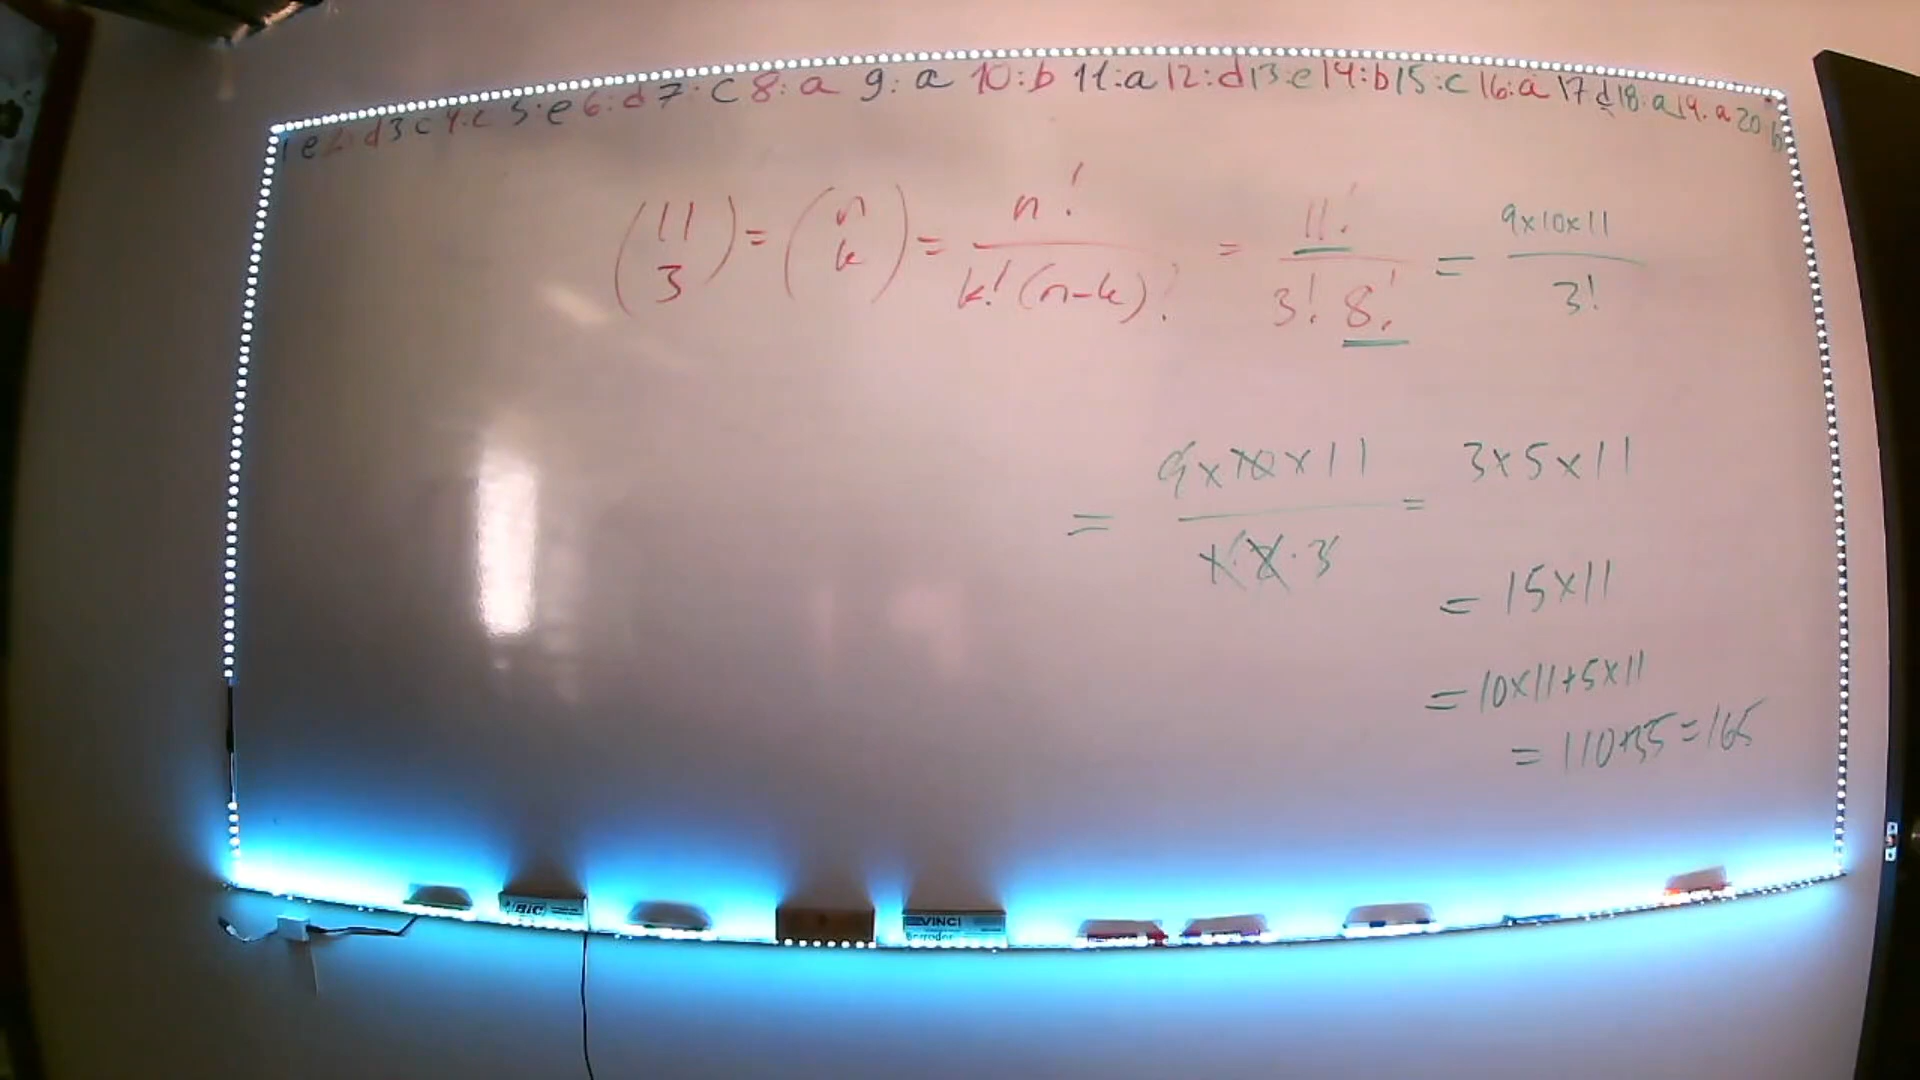 1 e 2: d 3 c 4: c 5: e 6: d 7: c 8: a 9: a 10: b 11: a 12: d 13: e 14: b 15: c 16: a 17 d 18: a 19. a 20 b
(11 3) = (n k) = n! / k! (n-k)! = 11! / 3! 8! = 9x10x11 / 3!
= 9x10x11 / 1·2·3 = 3x5x11
= 15x11
= 10x11+5x11
= 110+55 = 165
BIC
VINCI
Borrador